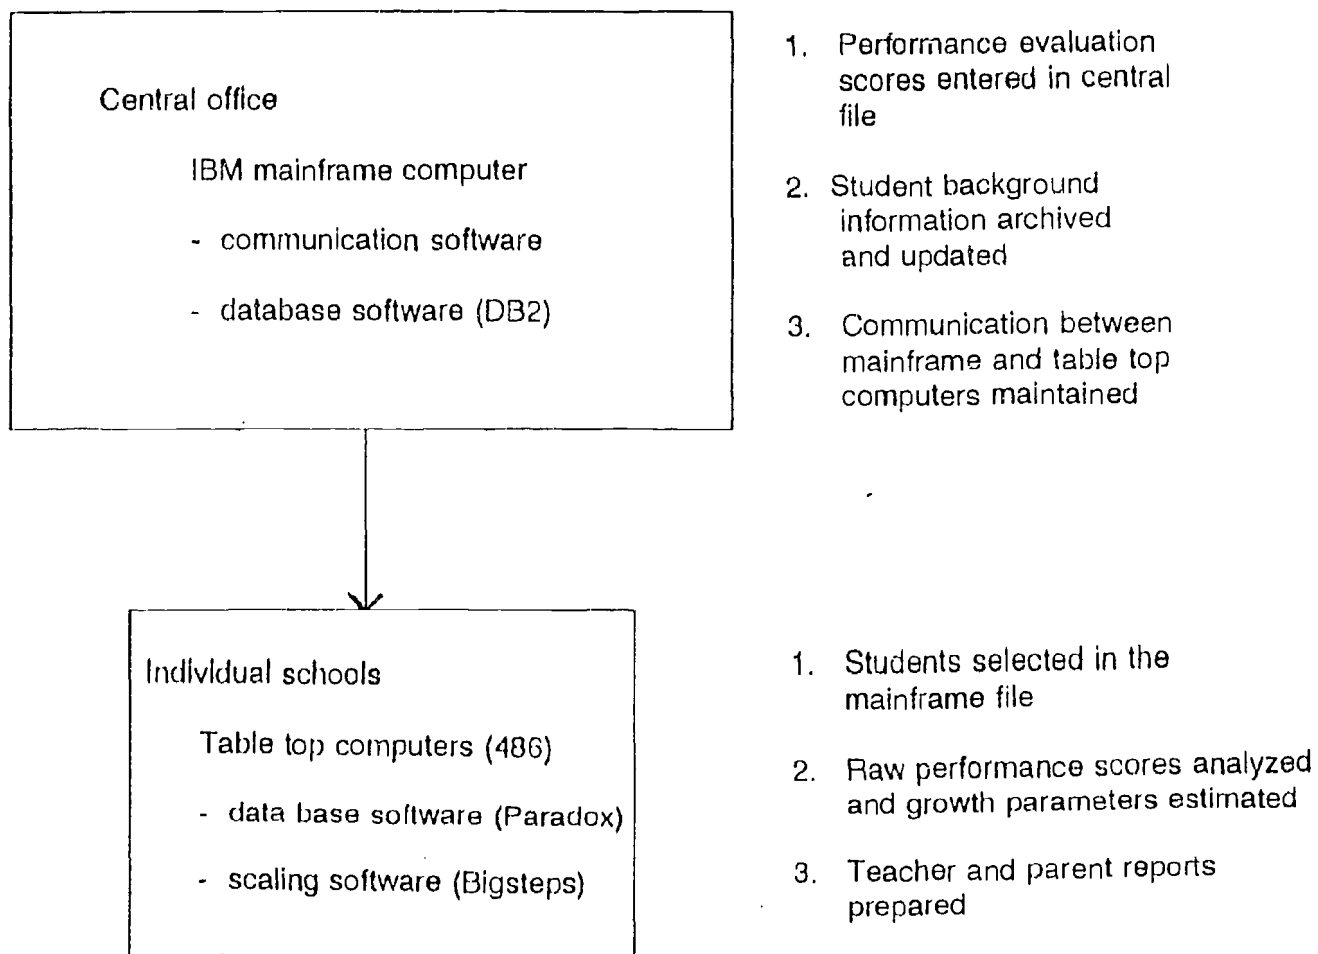 Central office
IBM mainframe computer
- communication software
- database software (DB2)
1. Performance evaluation
scores entered in central
file
2. Student background
information archived
and updated
3. Communication between
mainframe and table top
computers maintained
Individual schools
Table top computers (486)
- data base software (Paradox)
- scaling software (Bigsteps)
1. Students selected in the
mainframe file
2. Raw performance scores analyzed
and growth parameters estimated
3. Teacher and parent reports
prepared